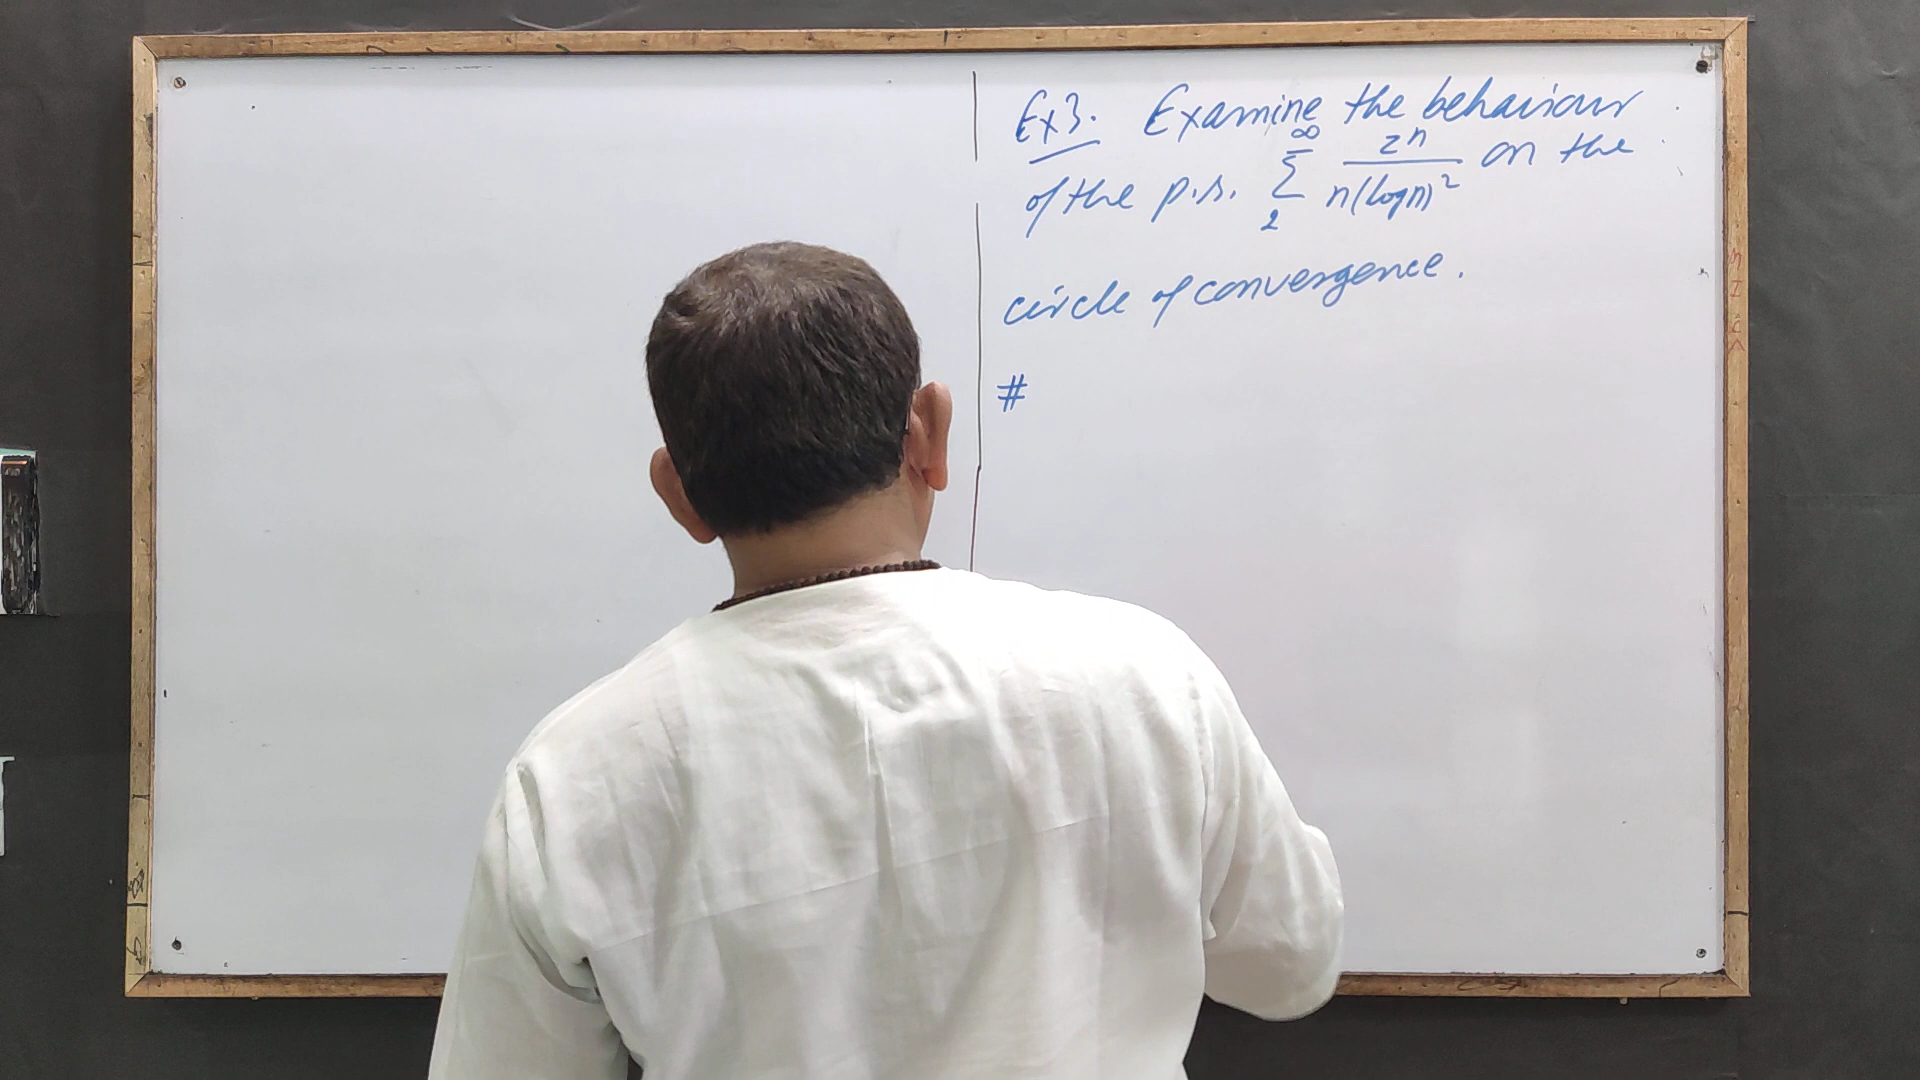 Ex3. Examine the behaviour
of the p.s. ∞ Σ 2 zⁿ / n(logn)² on the
circle of convergence.
#